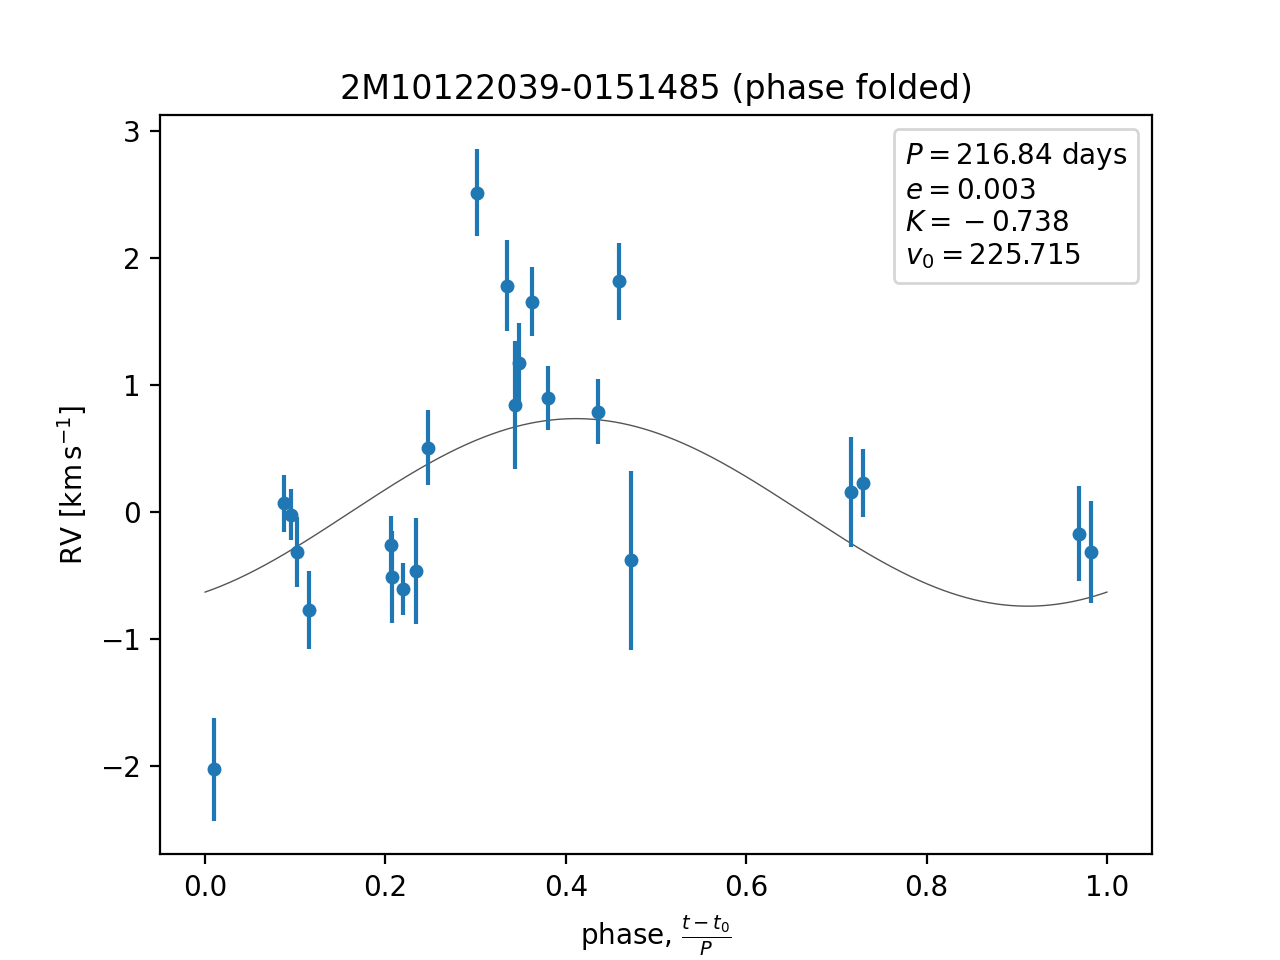 2M10122039-0151485 (phase folded)
P = 216.84 days
e = 0.003
K = −0.738
v₀ = 225.715
3
2
1
0
−1
−2
RV [km s⁻¹]
0.0 0.2 0.4 0.6 0.8 1.0
phase, (t − t₀)/P